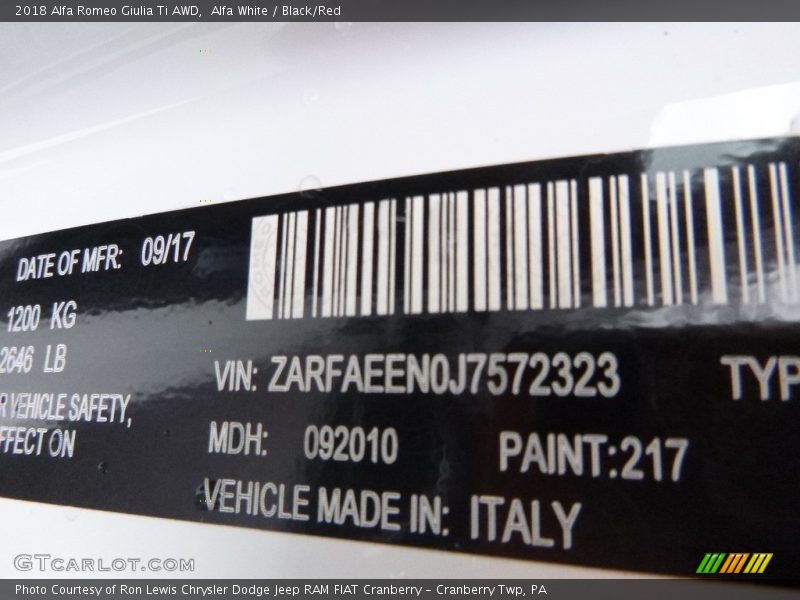 2018 Alfa Romeo Giulia Ti AWD,  Alfa White / Black/Red
DATE OF MFR: 09/17
1200 KG
2646 LB
VEHICLE SAFETY,
ON
VIN: ZARFAEEN0J7572323
MDH: 092010
PAINT:217
VEHICLE MADE IN: ITALY
GTCARLOT.COM
Photo Courtesy of Ron Lewis Chrysler Dodge Jeep RAM FIAT Cranberry – Cranberry Twp, PA